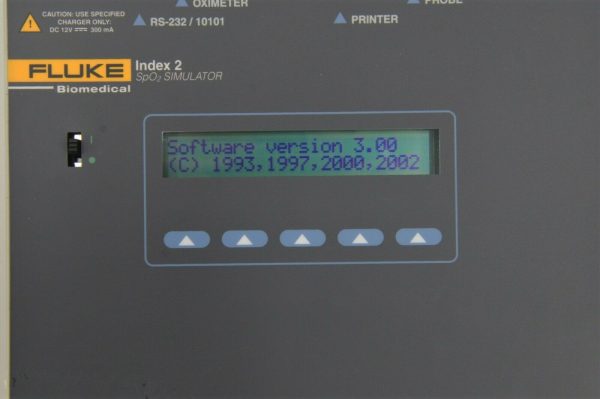 OXIMETER
PROBE
CAUTION: USE SPECIFIED
CHARGER ONLY:
DC 12V ⎓ 300 mA
RS-232 / 10101
PRINTER
FLUKE
Biomedical
Index 2
SpO₂ SIMULATOR
Software version 3.00
(C) 1993,1997,2000,2002